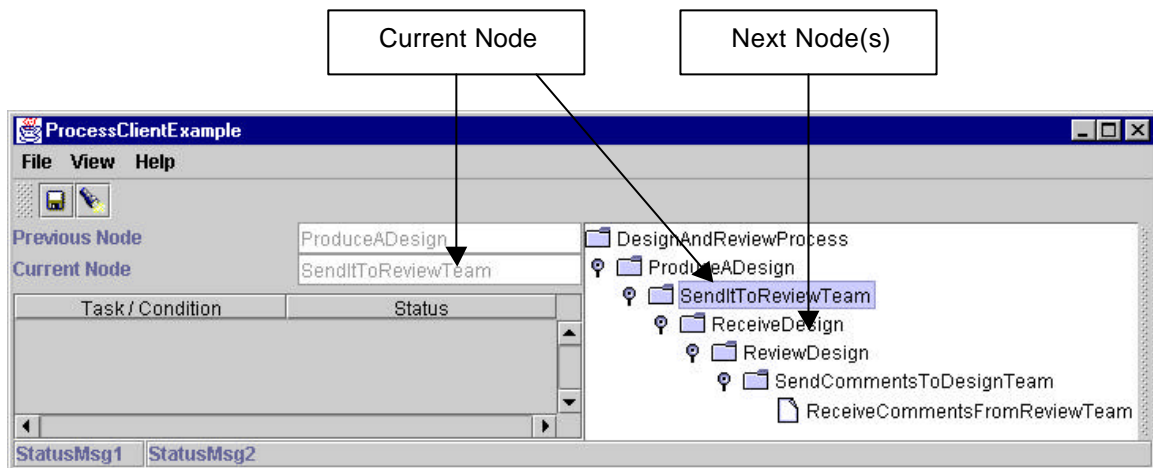 Current Node
Next Node(s)
ProcessClientExample
File View Help
Previous Node
ProduceADesign
Current Node
SendItToReviewTeam
Task / Condition
Status
DesignAndReviewProcess
ProduceADesign
SendItToReviewTeam
ReceiveDesign
ReviewDesign
SendCommentsToDesignTeam
ReceiveCommentsFromReviewTeam
StatusMsg1
StatusMsg2